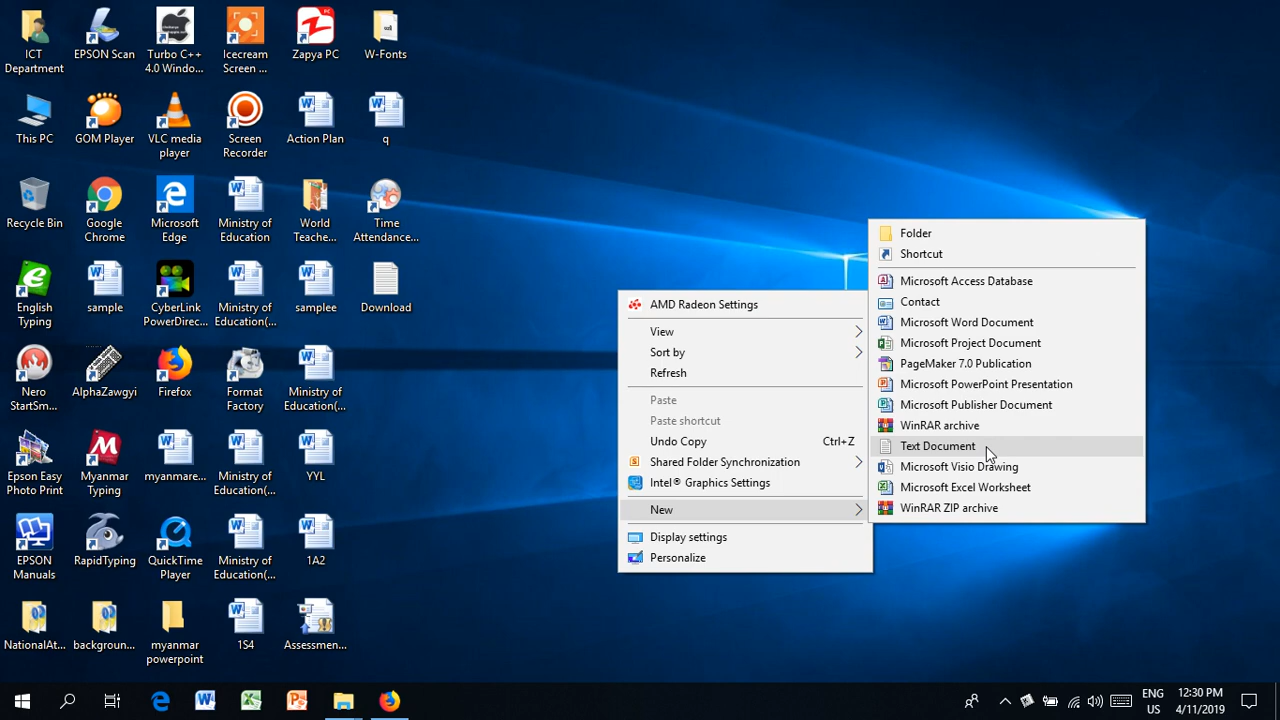 ICT
Department
EPSON Scan
Turbo C++
4.0 Windo...
Icecream
Screen ...
Zapya PC
W-Fonts
This PC
GOM Player
VLC media
player
Screen
Recorder
Action Plan
q
Recycle Bin
Google
Chrome
Microsoft
Edge
Ministry of
Education
World
Teache...
Time
Attendance...
English
Typing
sample
CyberLink
PowerDirec...
Ministry of
Education(...
samplee
Download
Nero
StartSm...
AlphaZawgyi
Firefox
Format
Factory
Ministry of
Education(...
Epson Easy
Photo Print
Myanmar
Typing
myanmare...
Ministry of
Education(...
YYL
EPSON
Manuals
RapidTyping
QuickTime
Player
Ministry of
Education(...
1A2
NationalAt...
backgroun...
myanmar
powerpoint
1S4
Assessmen...
AMD Radeon Settings
View
Sort by
Refresh
Paste
Paste shortcut
Undo Copy Ctrl+Z
Shared Folder Synchronization
Intel® Graphics Settings
New
Display settings
Personalize
Folder
Shortcut
Microsoft Access Database
Contact
Microsoft Word Document
Microsoft Project Document
PageMaker 7.0 Publication
Microsoft PowerPoint Presentation
Microsoft Publisher Document
WinRAR archive
Text Document
Microsoft Visio Drawing
Microsoft Excel Worksheet
WinRAR ZIP archive
ENG
US
12:30 PM
4/11/2019